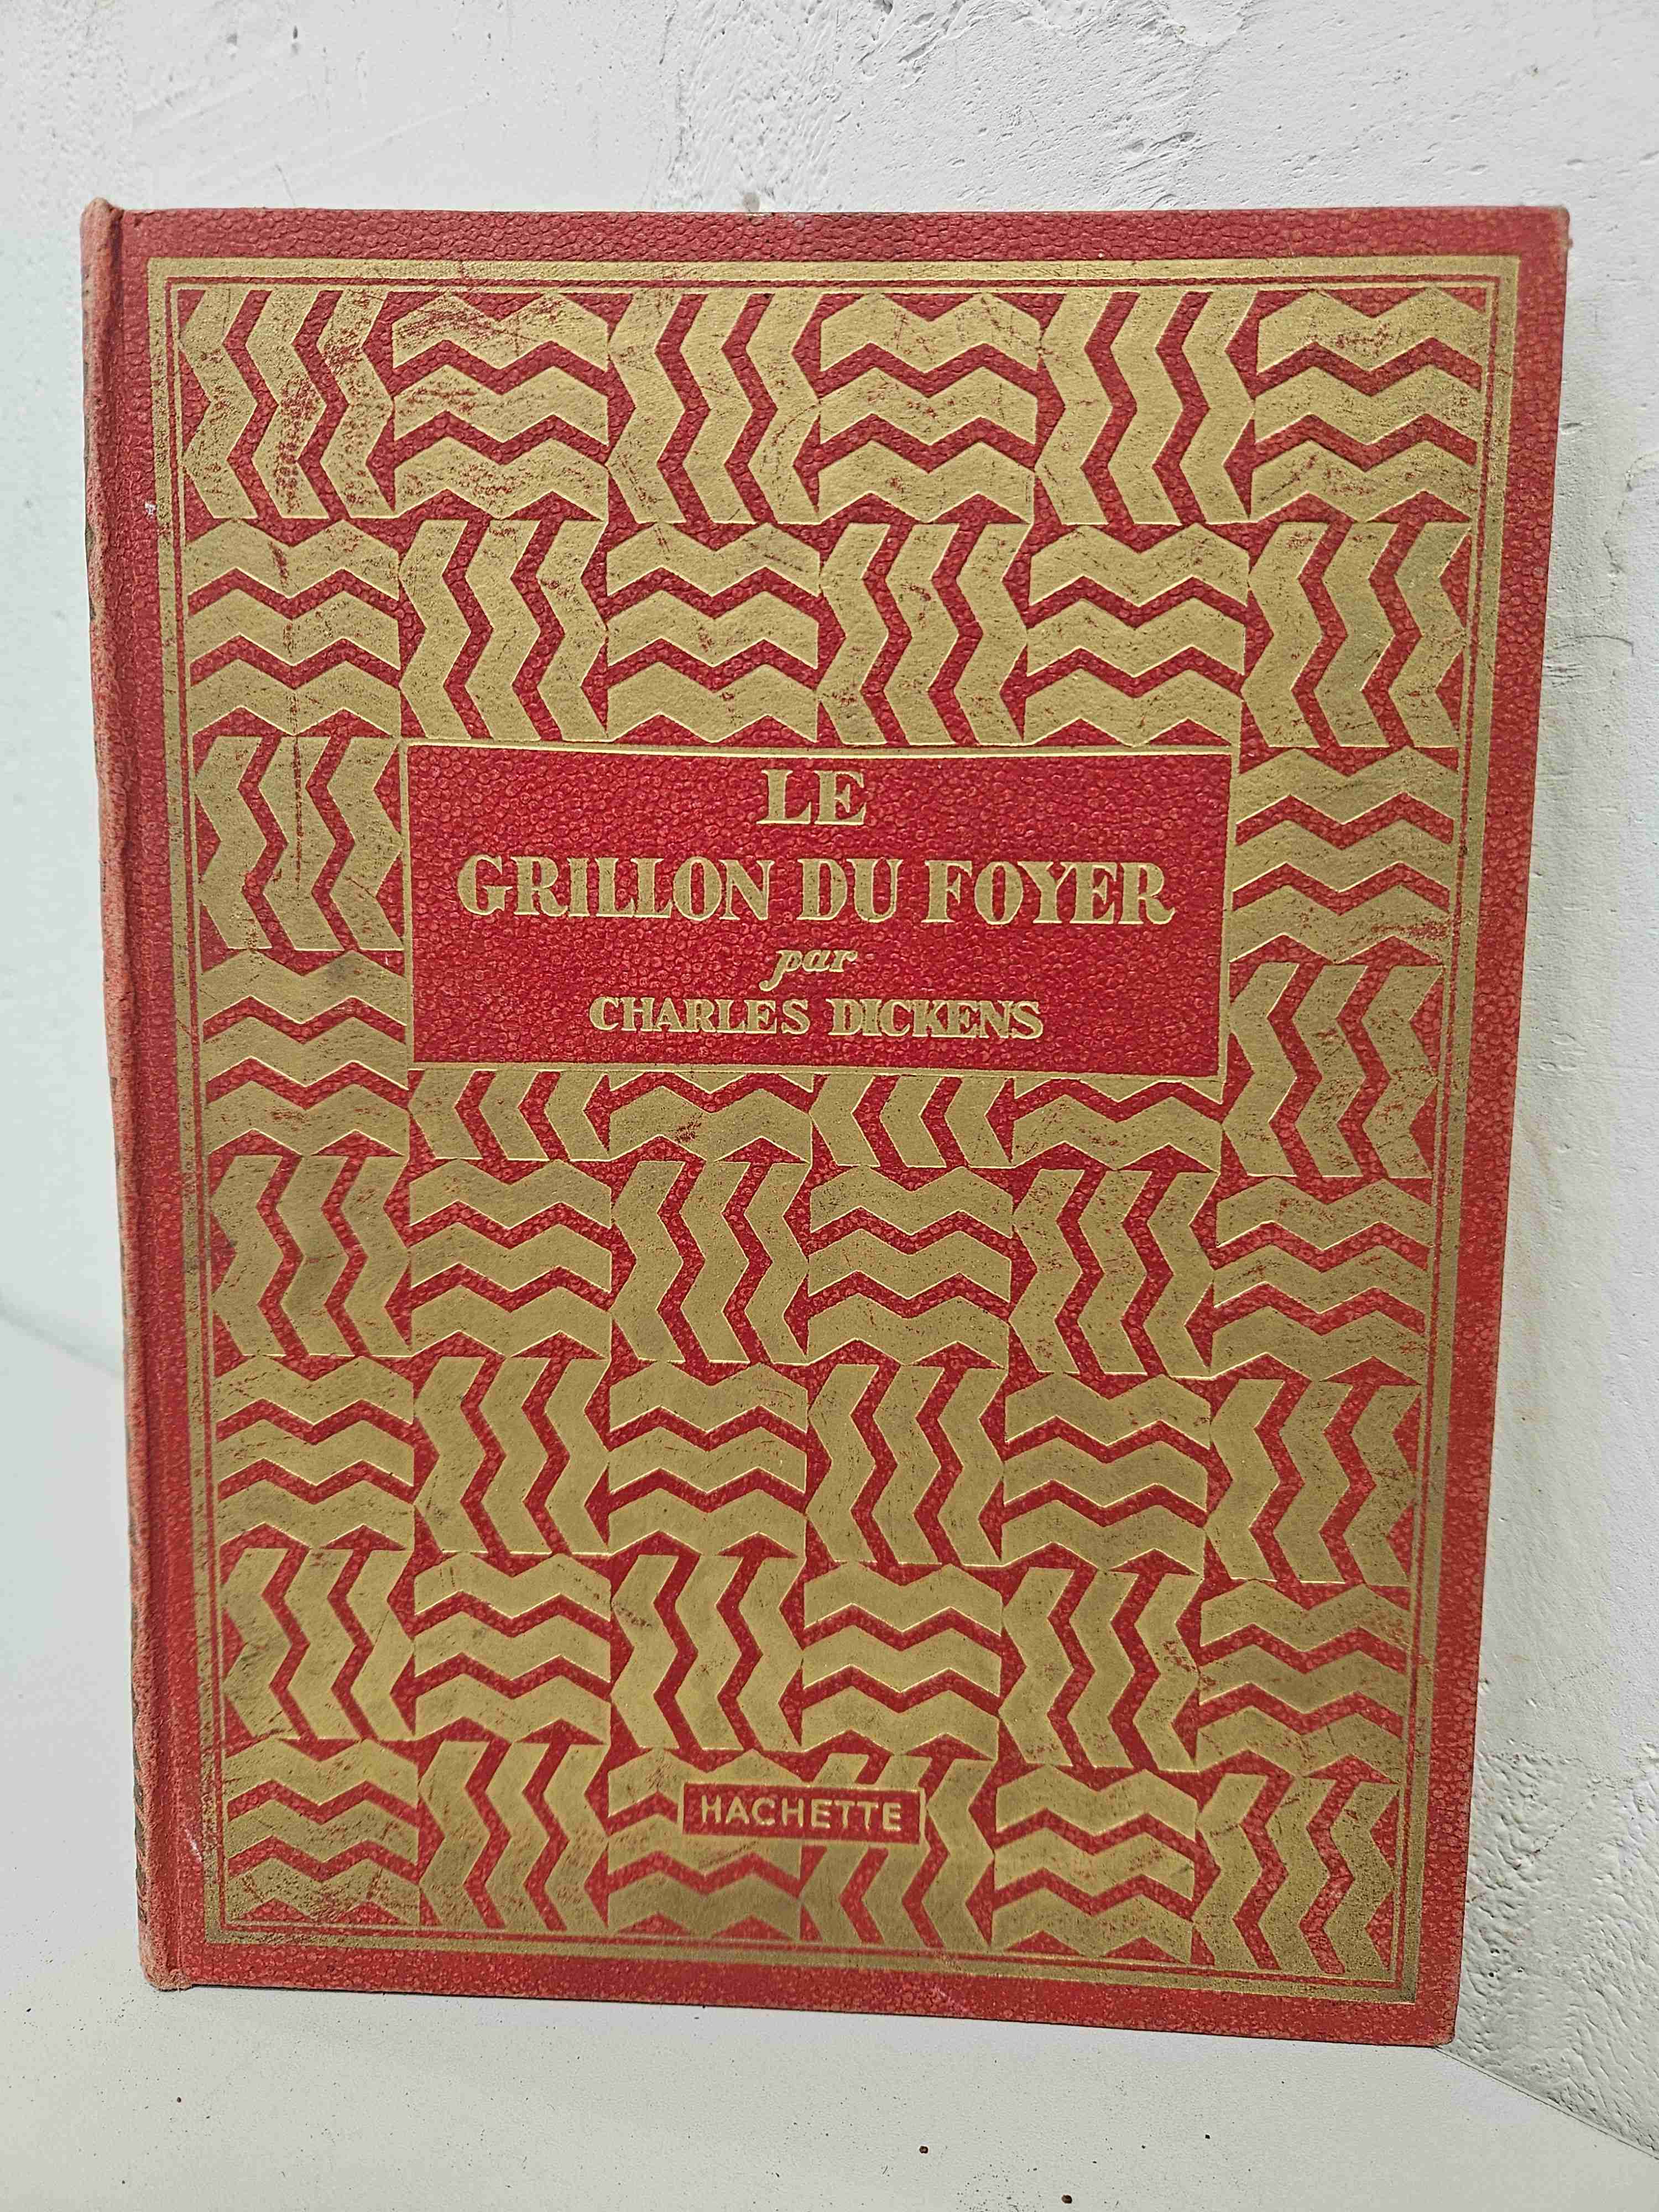 LE
GRILLON DU FOYER
par
CHARLES DICKENS
HACHETTE